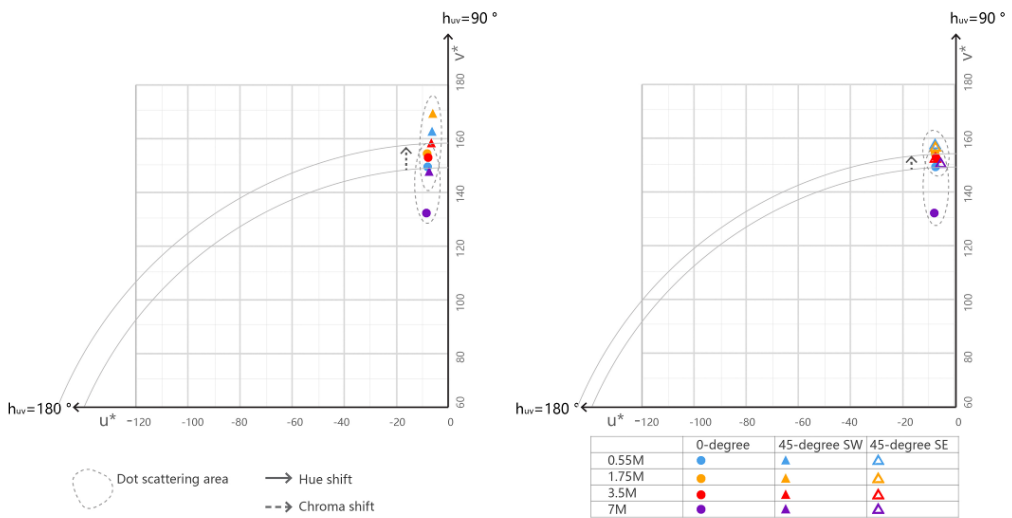 huv=90 °
v*
180
160
140
120
100
80
60
huv=180 °
u*
-120
-100
-80
-60
-40
-20
0
huv=90 °
v*
180
160
140
120
100
80
60
huv=180 °
u*
-120
-100
-80
-60
-40
-20
0
Dot scattering area
Hue shift
Chroma shift
0-degree 45-degree SW 45-degree SE
0.55M
1.75M
3.5M
7M